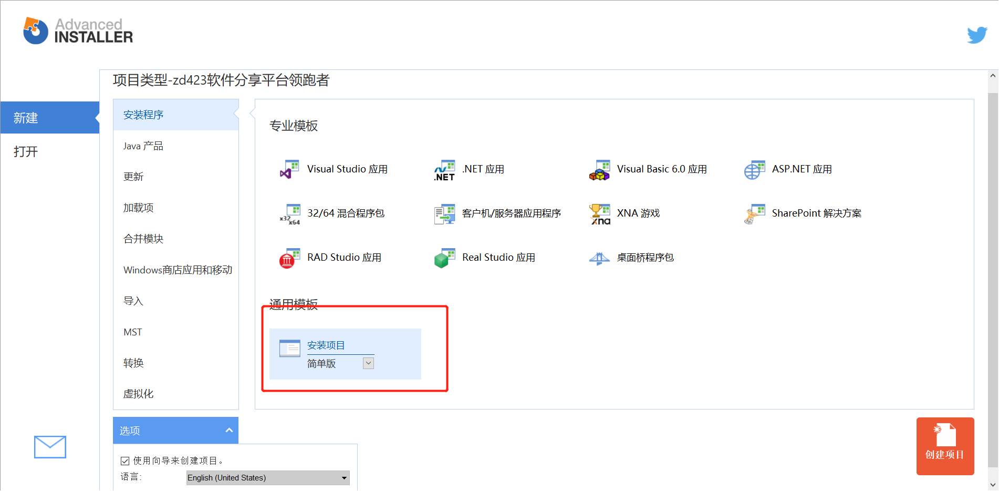 Advanced
INSTALLER
项目类型-zd423软件分享平台领跑者
新建
打开
安装程序
Java 产品
更新
加载项
合并模块
Windows商店应用和移动
导入
MST
转换
虚拟化
专业模板
Visual Studio 应用
.NET
.NET 应用
Visual Basic 6.0 应用
ASP.NET 应用
x32/x64
32/64 混合程序包
客户机/服务器应用程序
xna
XNA 游戏
SharePoint 解决方案
RAD Studio 应用
Real Studio 应用
桌面桥程序包
通用模板
安装项目
简单版
选项
使用向导来创建项目。
语言:
English (United States)
创建项目